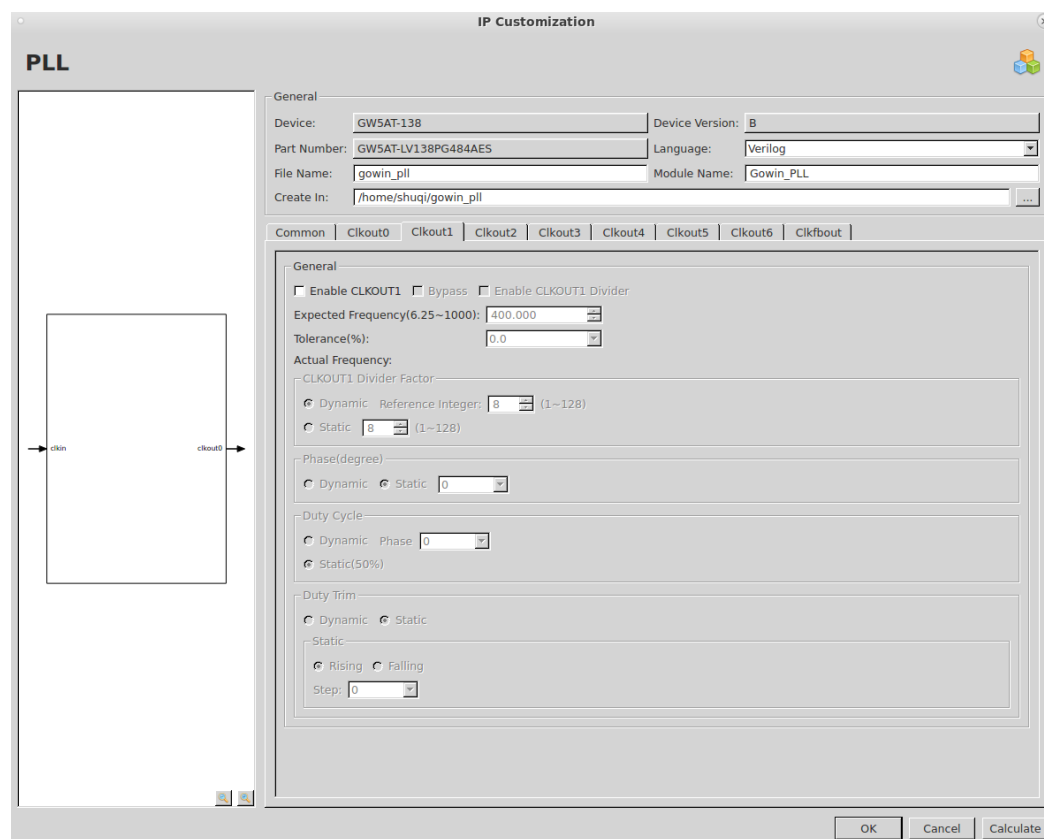 IP Customization
PLL
General
Device: GW5AT-138 Device Version: B
Part Number: GW5AT-LV138PG484AES Language: Verilog
File Name: gowin_pll Module Name: Gowin_PLL
Create In: /home/shuqi/gowin_pll ...
Common Clkout0 Clkout1 Clkout2 Clkout3 Clkout4 Clkout5 Clkout6 Clkfbout
General
Enable CLKOUT1 Bypass Enable CLKOUT1 Divider
Expected Frequency(6.25~1000): 400.000
Tolerance(%): 0.0
Actual Frequency:
CLKOUT1 Divider Factor
Dynamic Reference Integer: 8 (1~128)
Static 8 (1~128)
clkin clkout0
Phase(degree)
Dynamic Static 0
Duty Cycle
Dynamic Phase 0
Static(50%)
Duty Trim
Dynamic Static
Static
Rising Falling
Step: 0
OK Cancel Calculate